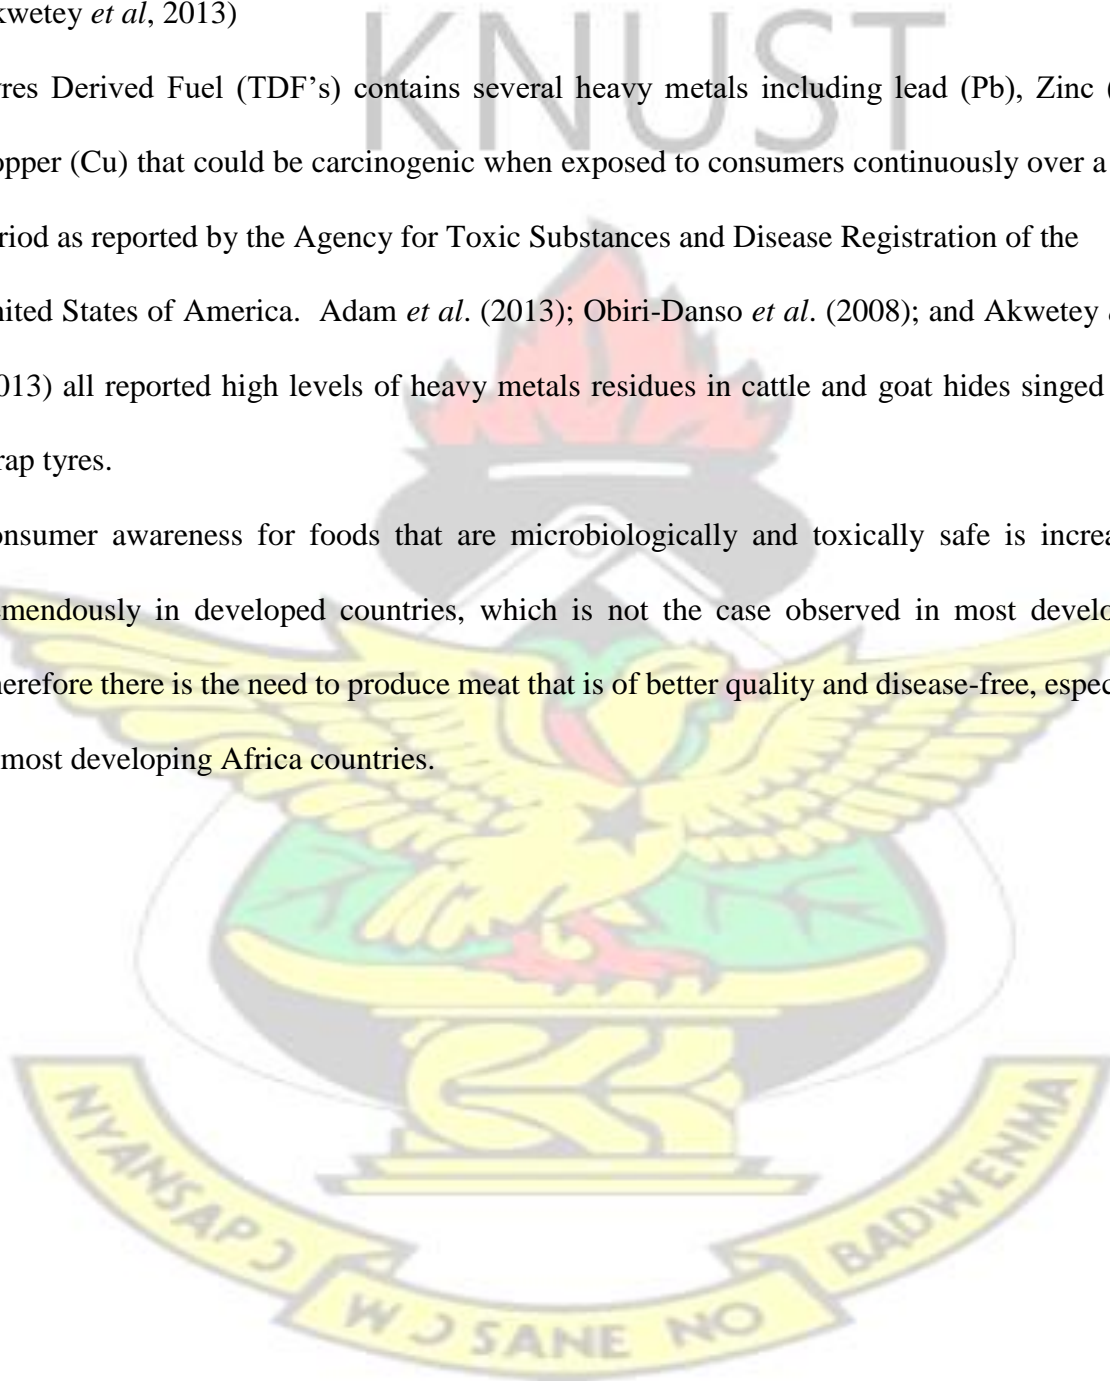 kwetey et al, 2013)
KNUST
yres Derived Fuel (TDF’s) contains several heavy metals including lead (Pb), Zinc (
opper (Cu) that could be carcinogenic when exposed to consumers continuously over a
riod as reported by the Agency for Toxic Substances and Disease Registration of the
nited States of America. Adam et al. (2013); Obiri-Danso et al. (2008); and Akwetey
013) all reported high levels of heavy metals residues in cattle and goat hides singed
rap tyres.
onsumer awareness for foods that are microbiologically and toxically safe is increa
emendously in developed countries, which is not the case observed in most develo
herefore there is the need to produce meat that is of better quality and disease-free, espec
most developing Africa countries.
NYANSAPƆ
WƆSANE NO
BADWENMA